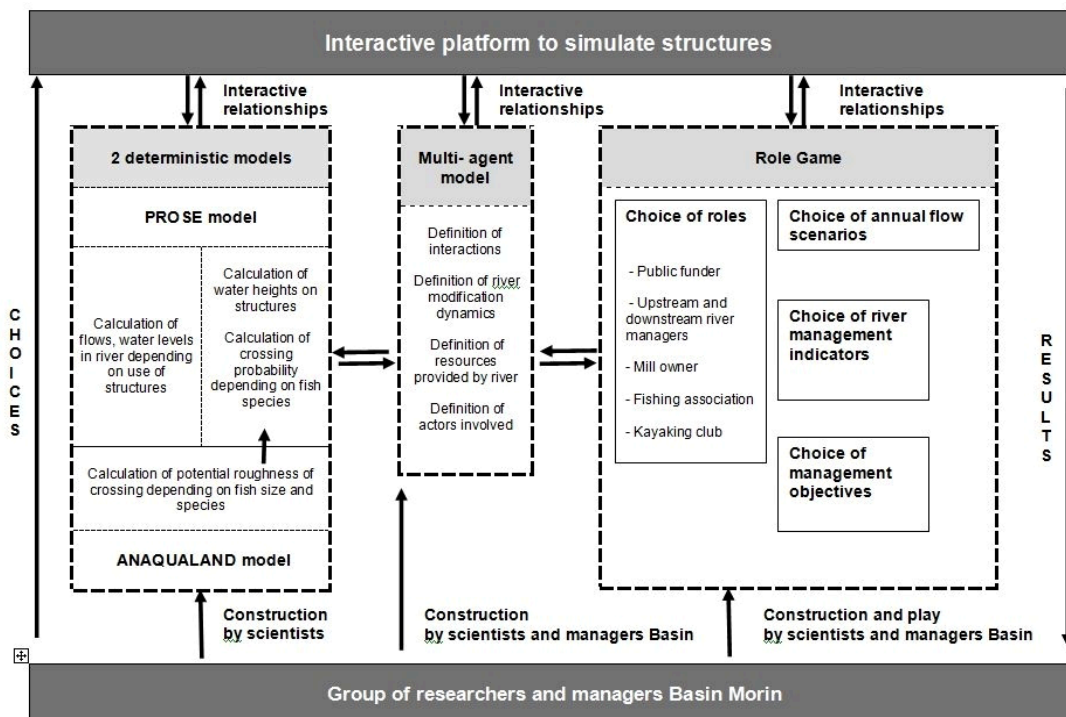 Interactive platform to simulate structures
Interactive
relationships
Interactive
relationships
Interactive
relationships
2 deterministic models
PROSE model
Calculation of
flows, water levels
in river depending
on use of
structures
Calculation of
water heights on
structures
Calculation of
crossing
probability
depending on fish
species
Calculation of potential roughness of
crossing depending on fish size and
species
ANAQUALAND model
Multi- agent
model
Definition of
interactions
Definition of river
modification
dynamics
Definition of
resources
provided by river
Definition of
actors involved
Role Game
Choice of roles
- Public funder
- Upstream and
downstream river
managers
- Mill owner
- Fishing association
- Kayaking club
Choice of annual flow
scenarios
Choice of river
management
indicators
Choice of
management
objectives
CHOICES
RESULTS
Construction
by scientists
Construction
by scientists and managers Basin
Construction and play
by scientists and managers Basin
Group of researchers and managers Basin Morin